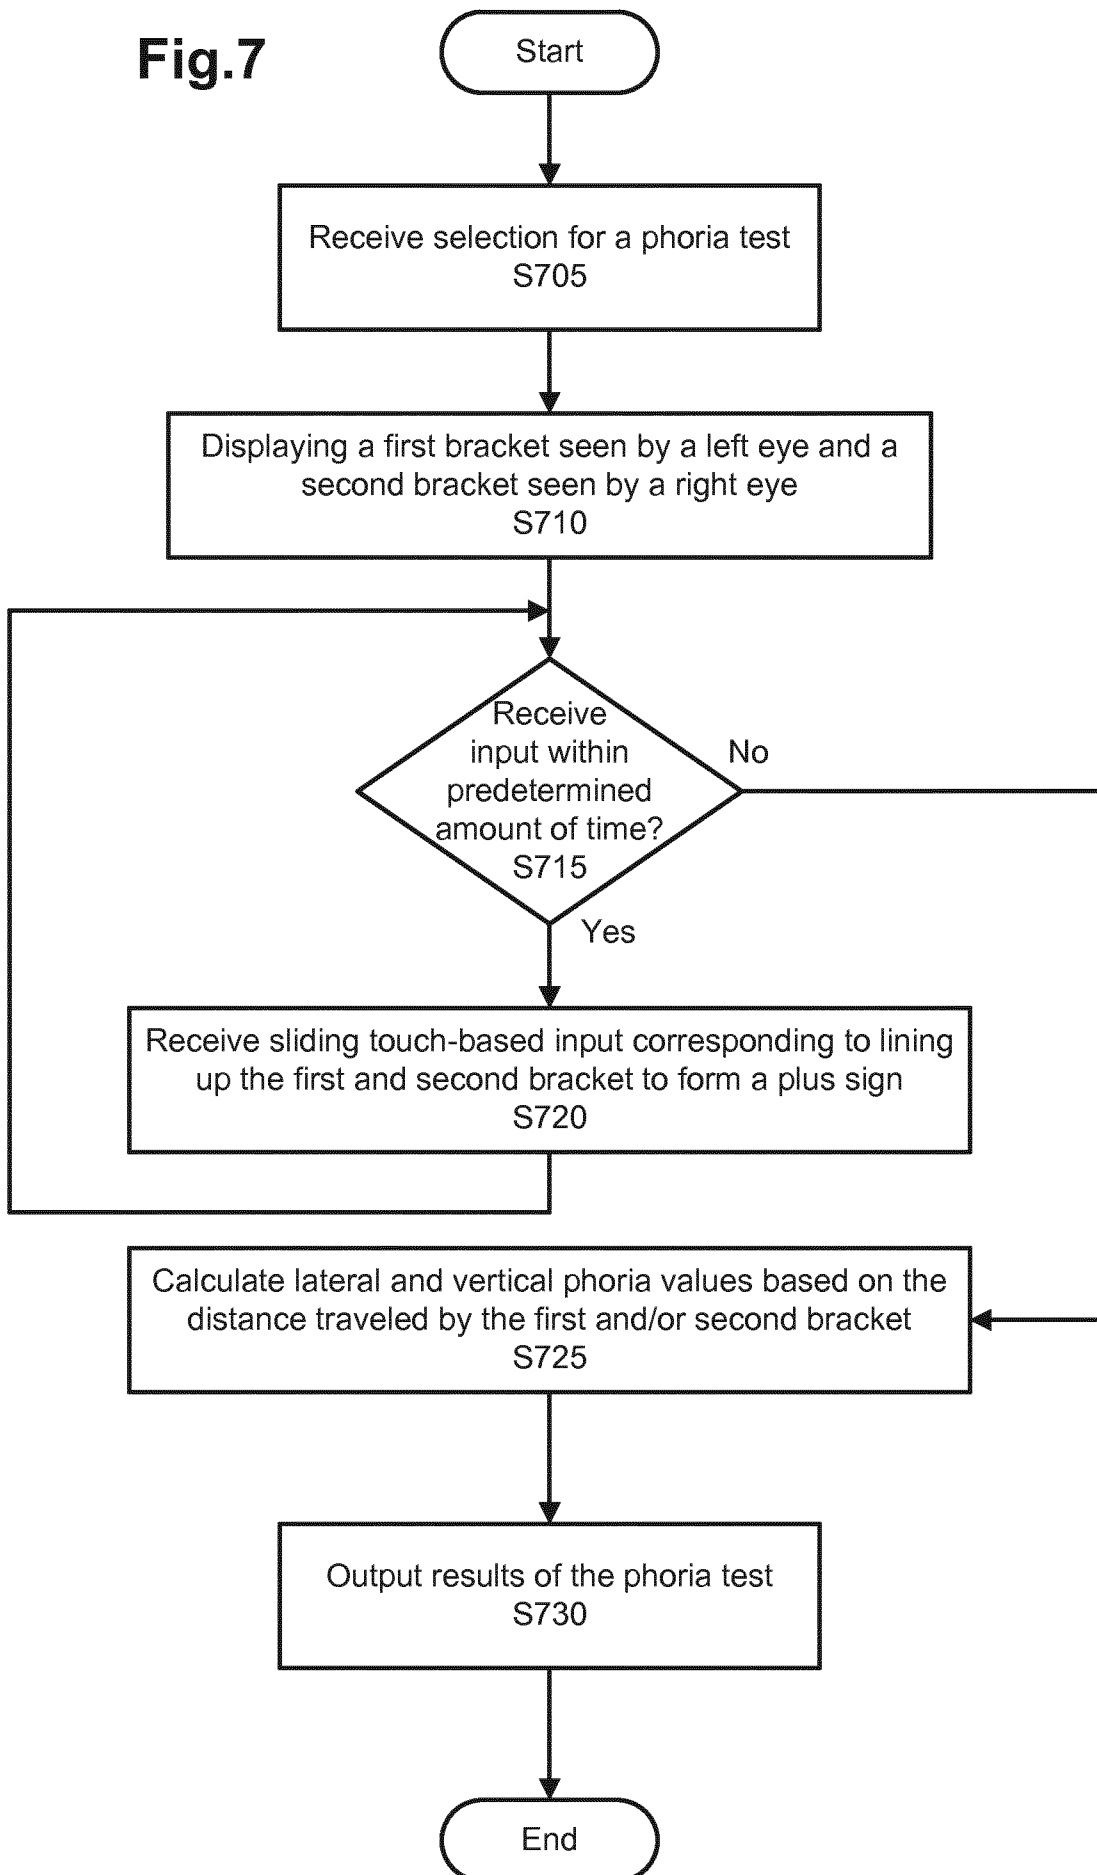 Fig.7
Start
Receive selection for a phoria test
S705
Displaying a first bracket seen by a left eye and a
second bracket seen by a right eye
S710
Receive
input within
predetermined
amount of time?
S715
No
Yes
Receive sliding touch-based input corresponding to lining
up the first and second bracket to form a plus sign
S720
Calculate lateral and vertical phoria values based on the
distance traveled by the first and/or second bracket
S725
Output results of the phoria test
S730
End